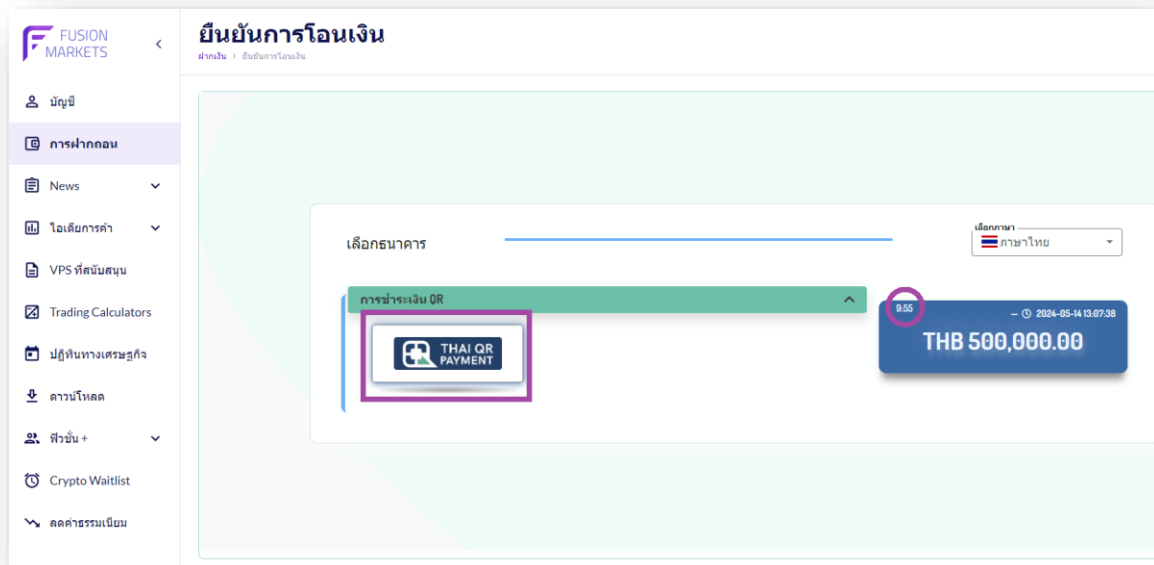 FUSION
MARKETS
ยืนยันการโอนเงิน
ฝากเงิน › ยืนยันการโอนเงิน
บัญชี
การฝากถอน
News
ไอเดียการค้า
VPS ที่สนับสนุน
Trading Calculators
ปฏิทินทางเศรษฐกิจ
ดาวน์โหลด
ฟิวชั่น +
Crypto Waitlist
ลดค่าธรรมเนียม
เลือกธนาคาร
เลือกภาษา
ภาษาไทย
การชำระเงิน QR
THAI QR
PAYMENT
9:55
– 2024-05-14 13:07:38
THB 500,000.00